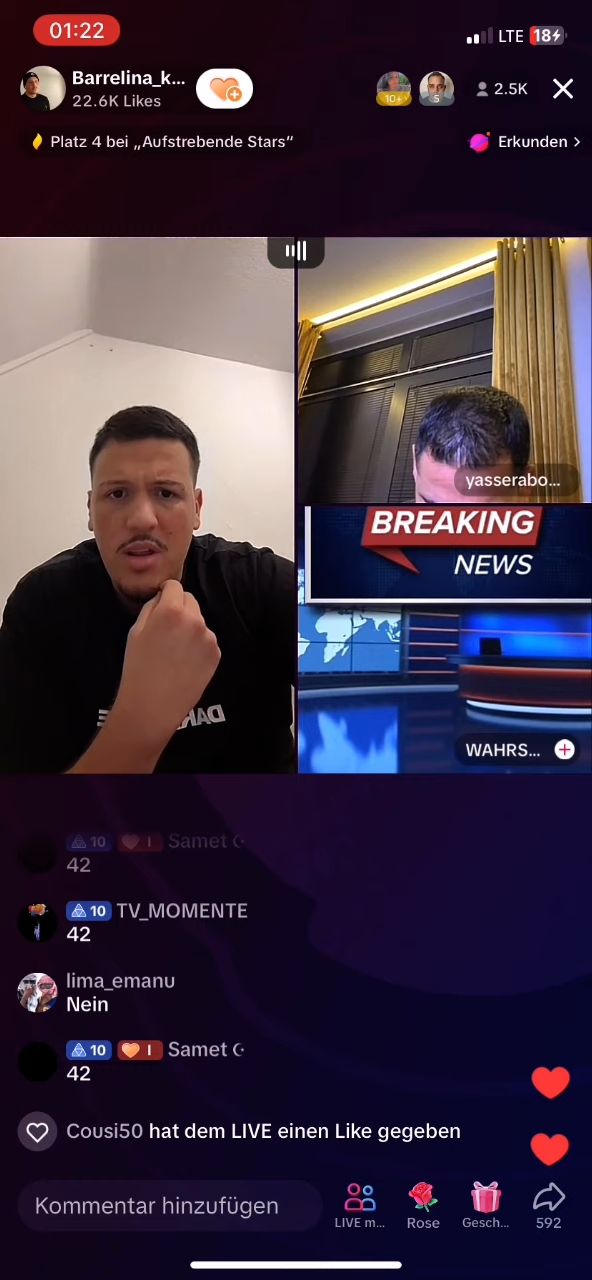 01:22
LTE 18
Barrelina_k...
22.6K Likes
10+
5
2.5K
Platz 4 bei „Aufstrebende Stars“
Erkunden >
yasserabo...
BREAKING
NEWS
WAHRS...
10 I Samet
42
10 TV_MOMENTE
42
lima_emanu
Nein
10 I Samet
42
Cousi50 hat dem LIVE einen Like gegeben
Kommentar hinzufügen
LIVE m...
Rose
Gesch...
592